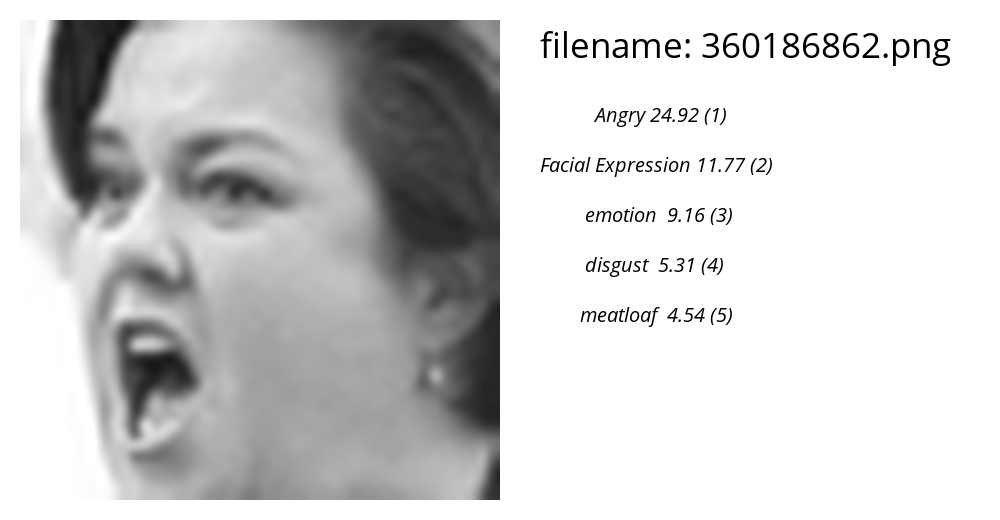 filename: 360186862.png
Angry 24.92 (1)
Facial Expression 11.77 (2)
emotion 9.16 (3)
disgust 5.31 (4)
meatloaf 4.54 (5)